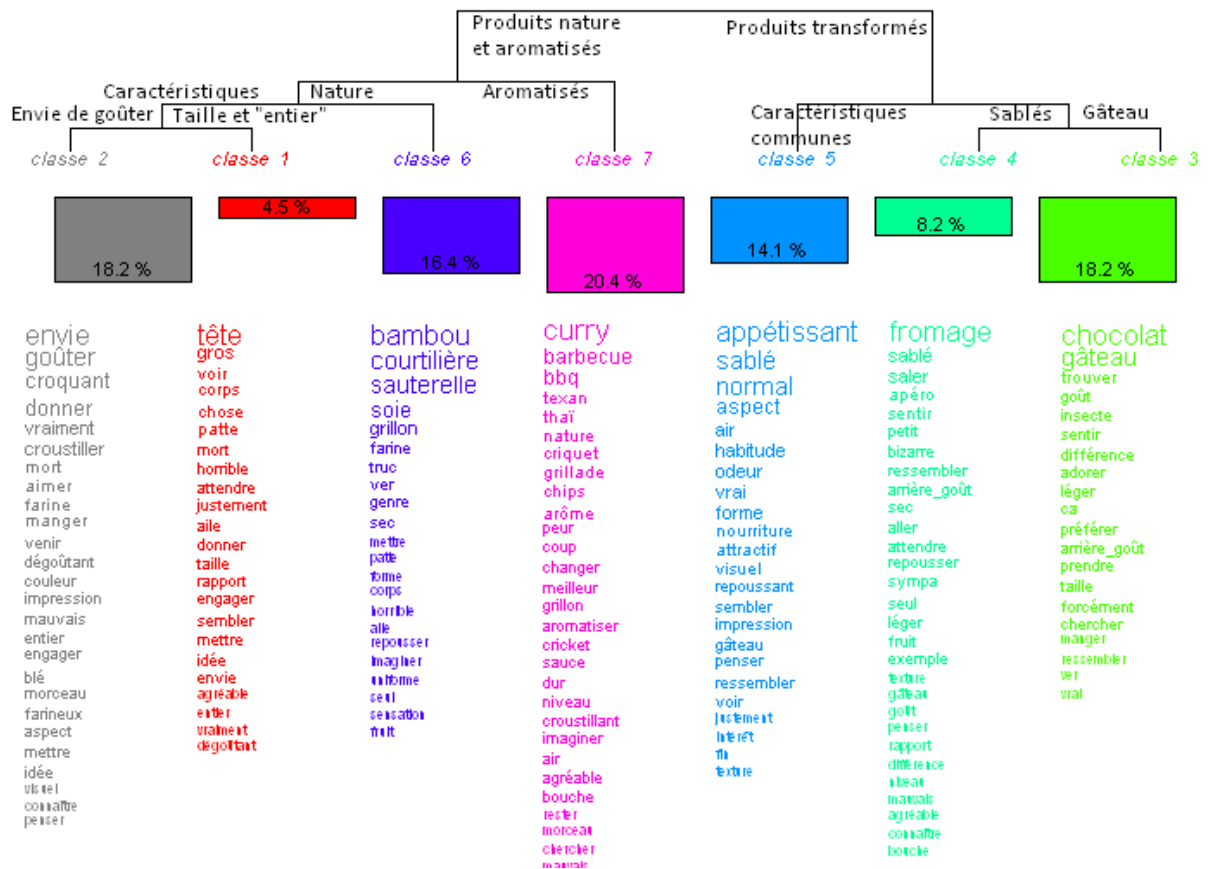 Produits nature
et aromatisés
Produits transformés
Caractéristiques
Nature
Aromatisés
Envie de goûter
Taille et "entier"
Caractéristiques
communes
Sablés
Gâteau
classe 2
classe 1
classe 6
classe 7
classe 5
classe 4
classe 3
18.2 %
4.5 %
16.4 %
20.4 %
14.1 %
8.2 %
18.2 %
envie
goûter
croquant
donner
vraiment
croustiller
mort
aimer
farine
manger
venir
dégoûtant
couleur
impression
mauvais
entier
engager
blé
morceau
farineux
aspect
mettre
idée
visuel
connaître
penser
tête
gros
voir
corps
chose
patte
mort
horrible
attendre
justement
aile
donner
taille
rapport
engager
sembler
mettre
idée
envie
agréable
entier
vraiment
dégoûtant
bambou
courtilière
sauterelle
soie
grillon
farine
truc
ver
genre
sec
mettre
patte
forme
corps
horrible
aile
repousser
imaginer
uniforme
seul
sensation
fruit
curry
barbecue
bbq
texan
thaï
nature
criquet
grillade
chips
arôme
peur
coup
changer
meilleur
grillon
aromatiser
cricket
sauce
dur
niveau
croustillant
imaginer
air
agréable
bouche
rester
morceau
chercher
mauvais
appétissant
sablé
normal
aspect
air
habitude
odeur
vrai
forme
nourriture
attractif
visuel
repoussant
sembler
impression
gâteau
penser
ressembler
voir
justement
intérêt
fin
texture
fromage
sablé
saler
apéro
sentir
petit
bizarre
ressembler
arrière_goût
sec
aller
attendre
repousser
sympa
seul
léger
fruit
exemple
texture
gâteau
goût
penser
rapport
différence
niveau
mauvais
agréable
connaître
bouche
chocolat
gâteau
trouver
goût
insecte
sentir
différence
adorer
léger
ca
préférer
arrière_goût
prendre
taille
forcément
chercher
manger
ressembler
ver
vrai